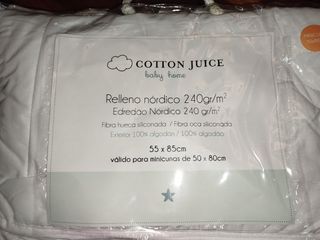 COTTON JUICE
baby home
Relleno nórdico 240gr/m²
Edredão Nórdico 240 gr/m²
Fibra hueca siliconada / Fibra oca siliconada
Exterior 100% algodón / 100% algodão
55 x 85cm
válido para minicunas de 50 x 80cm